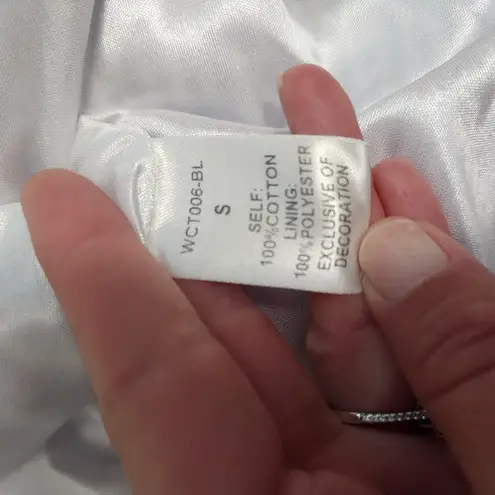 WCT006-BL
S
SELF:
100%COTTON
LINING:
100%POLYESTER
EXCLUSIVE OF
DECORATION